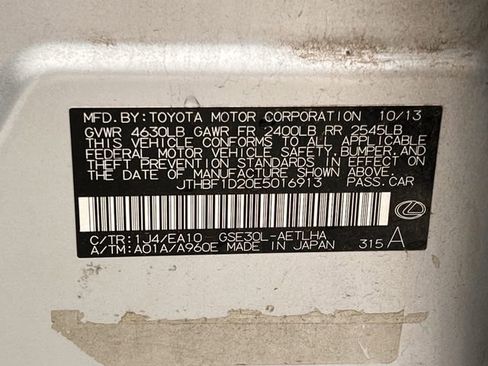 MFD. BY: TOYOTA MOTOR CORPORATION 10/13
GVWR 4630LB GAWR FR 2400LB RR 2545LB
THIS VEHICLE CONFORMS TO ALL APPLICABLE
FEDERAL MOTOR VEHICLE SAFETY, BUMPER, AND
THEFT PREVENTION STANDARDS IN EFFECT ON
THE DATE OF MANUFACTURE SHOWN ABOVE.
JTHBF1D20E5016913 PASS. CAR
C/TR: 1J4/EA10 GSE30L-AETLHA
A/TM: A01A/A960E MADE IN JAPAN 315 A